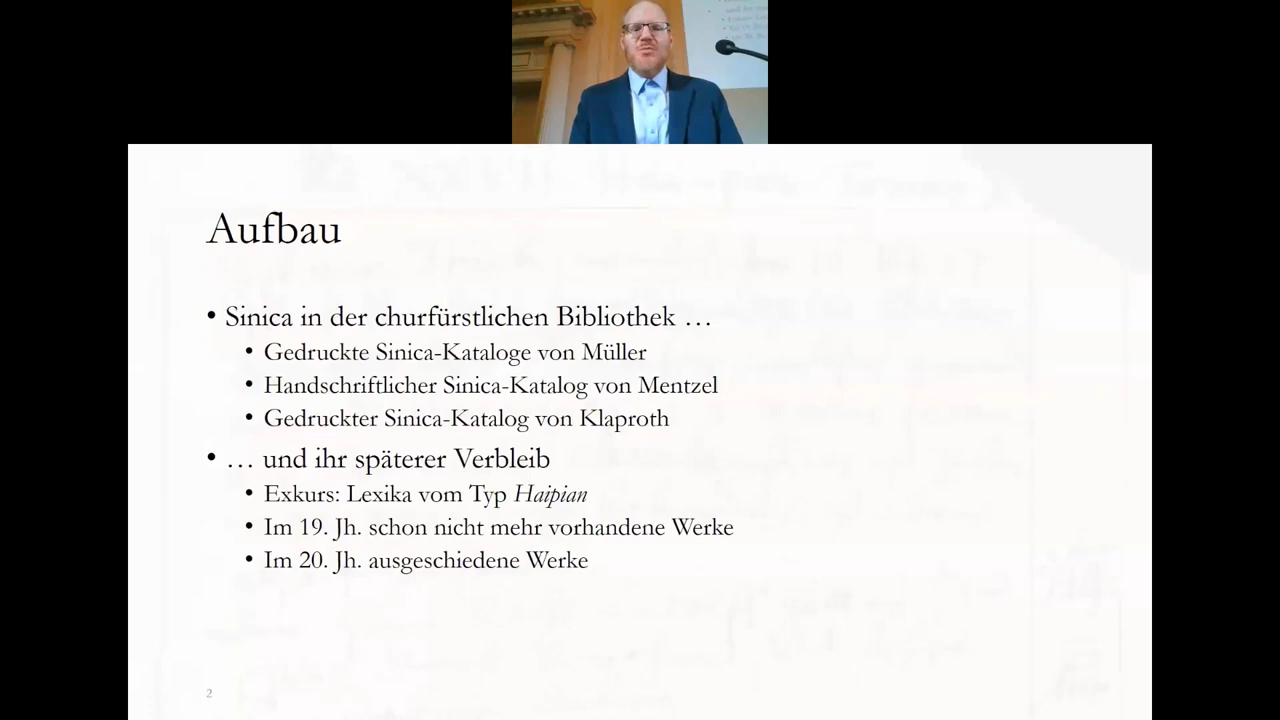 Aufbau
• Sinica in der churfürstlichen Bibliothek …
• Gedruckte Sinica-Kataloge von Müller
• Handschriftlicher Sinica-Katalog von Mentzel
• Gedruckter Sinica-Katalog von Klaproth
• … und ihr späterer Verbleib
• Exkurs: Lexika vom Typ Haipian
• Im 19. Jh. schon nicht mehr vorhandene Werke
• Im 20. Jh. ausgeschiedene Werke
2